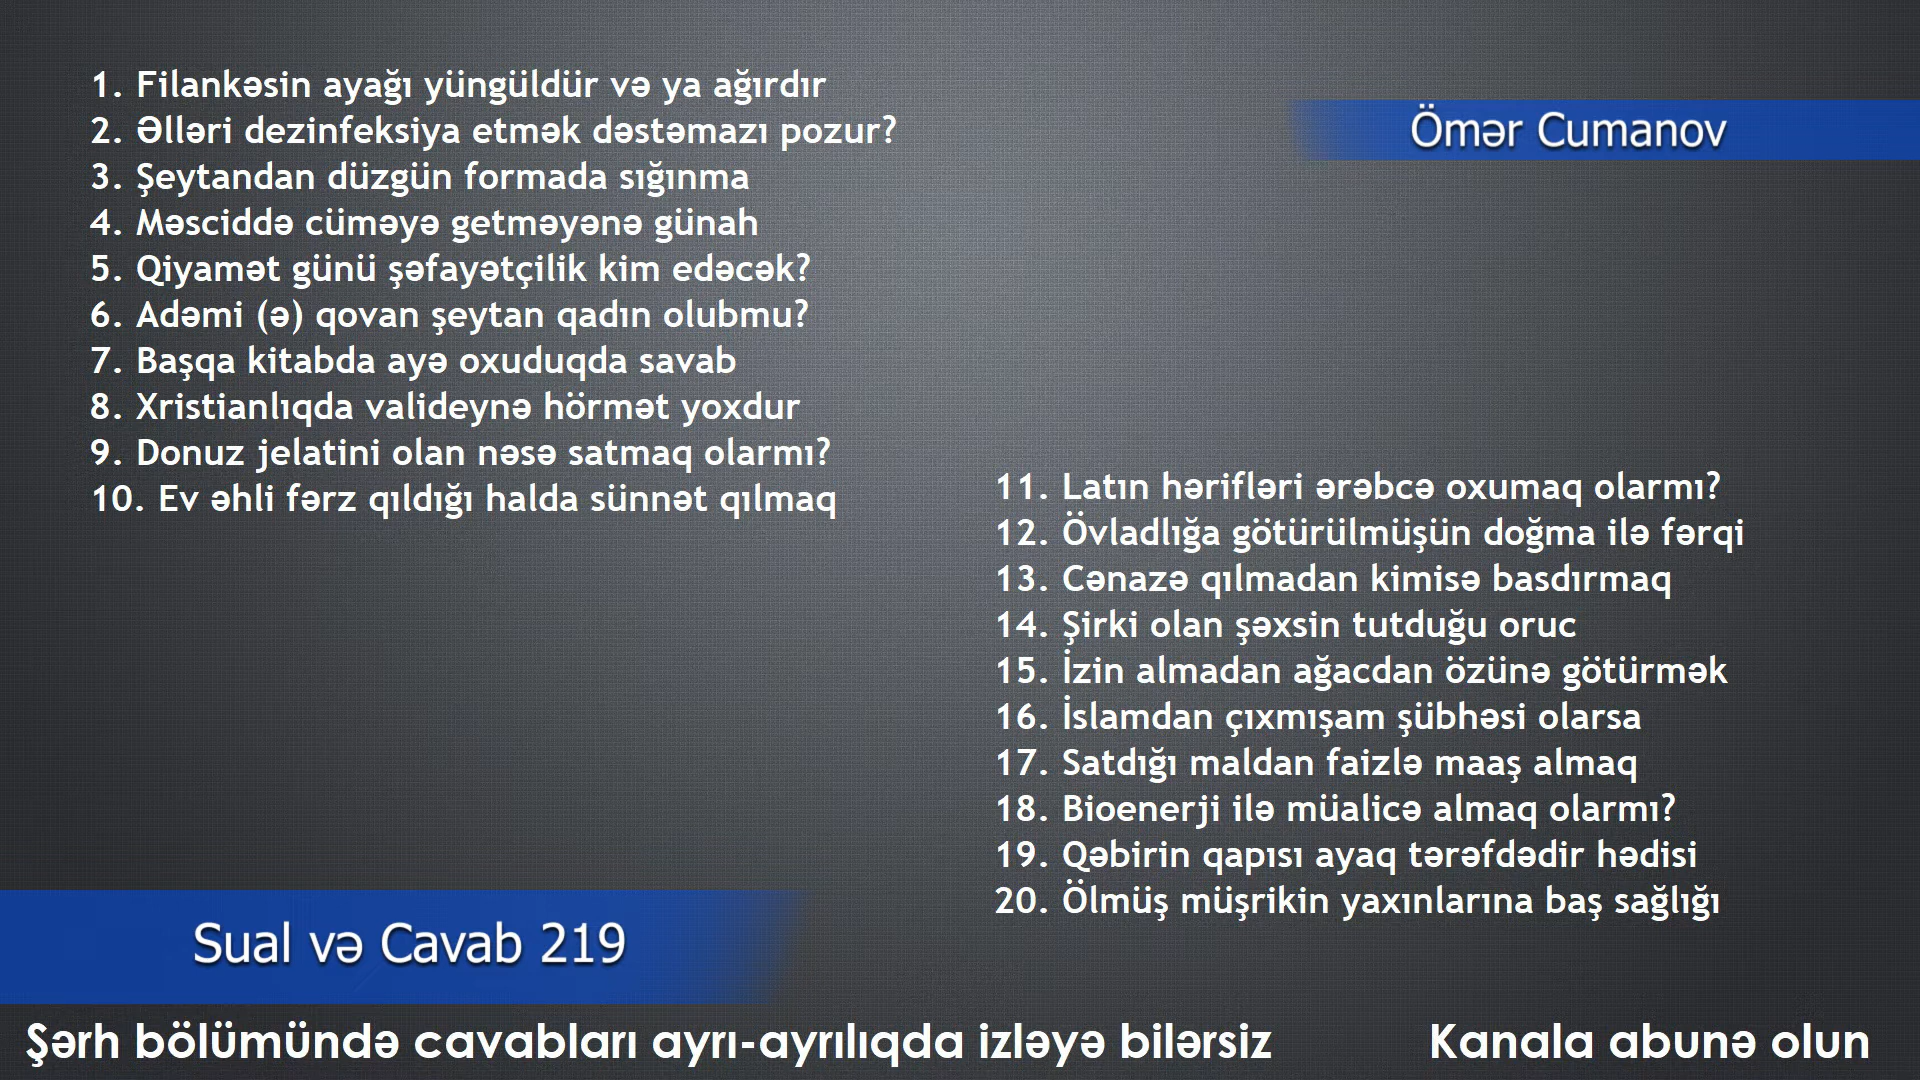 1. Filankəsin ayağı yüngüldür və ya ağırdır
2. Əlləri dezinfeksiya etmək dəstəmazı pozur?
3. Şeytandan düzgün formada sığınma
4. Məsciddə cüməyə getməyənə günah
5. Qiyamət günü şəfayətçilik kim edəcək?
6. Adəmi (ə) qovan şeytan qadın olubmu?
7. Başqa kitabda ayə oxuduqda savab
8. Xristianlıqda valideynə hörmət yoxdur
9. Donuz jelatini olan nəsə satmaq olarmı?
10. Ev əhli fərz qıldığı halda sünnət qılmaq
Ömər Cumanov
11. Latın hərifləri ərəbcə oxumaq olarmı?
12. Övladlığa götürülmüşün doğma ilə fərqi
13. Cənazə qılmadan kimisə basdırmaq
14. Şirki olan şəxsin tutduğu oruc
15. İzin almadan ağacdan özünə götürmək
16. İslamdan çıxmışam şübhəsi olarsa
17. Satdığı maldan faizlə maaş almaq
18. Bioenerji ilə müalicə almaq olarmı?
19. Qəbirin qapısı ayaq tərəfdədir hədisi
20. Ölmüş müşrikin yaxınlarına baş sağlığı
Sual və Cavab 219
Şərh bölümündə cavabları ayrı-ayrılıqda izləyə bilərsiz
Kanala abunə olun